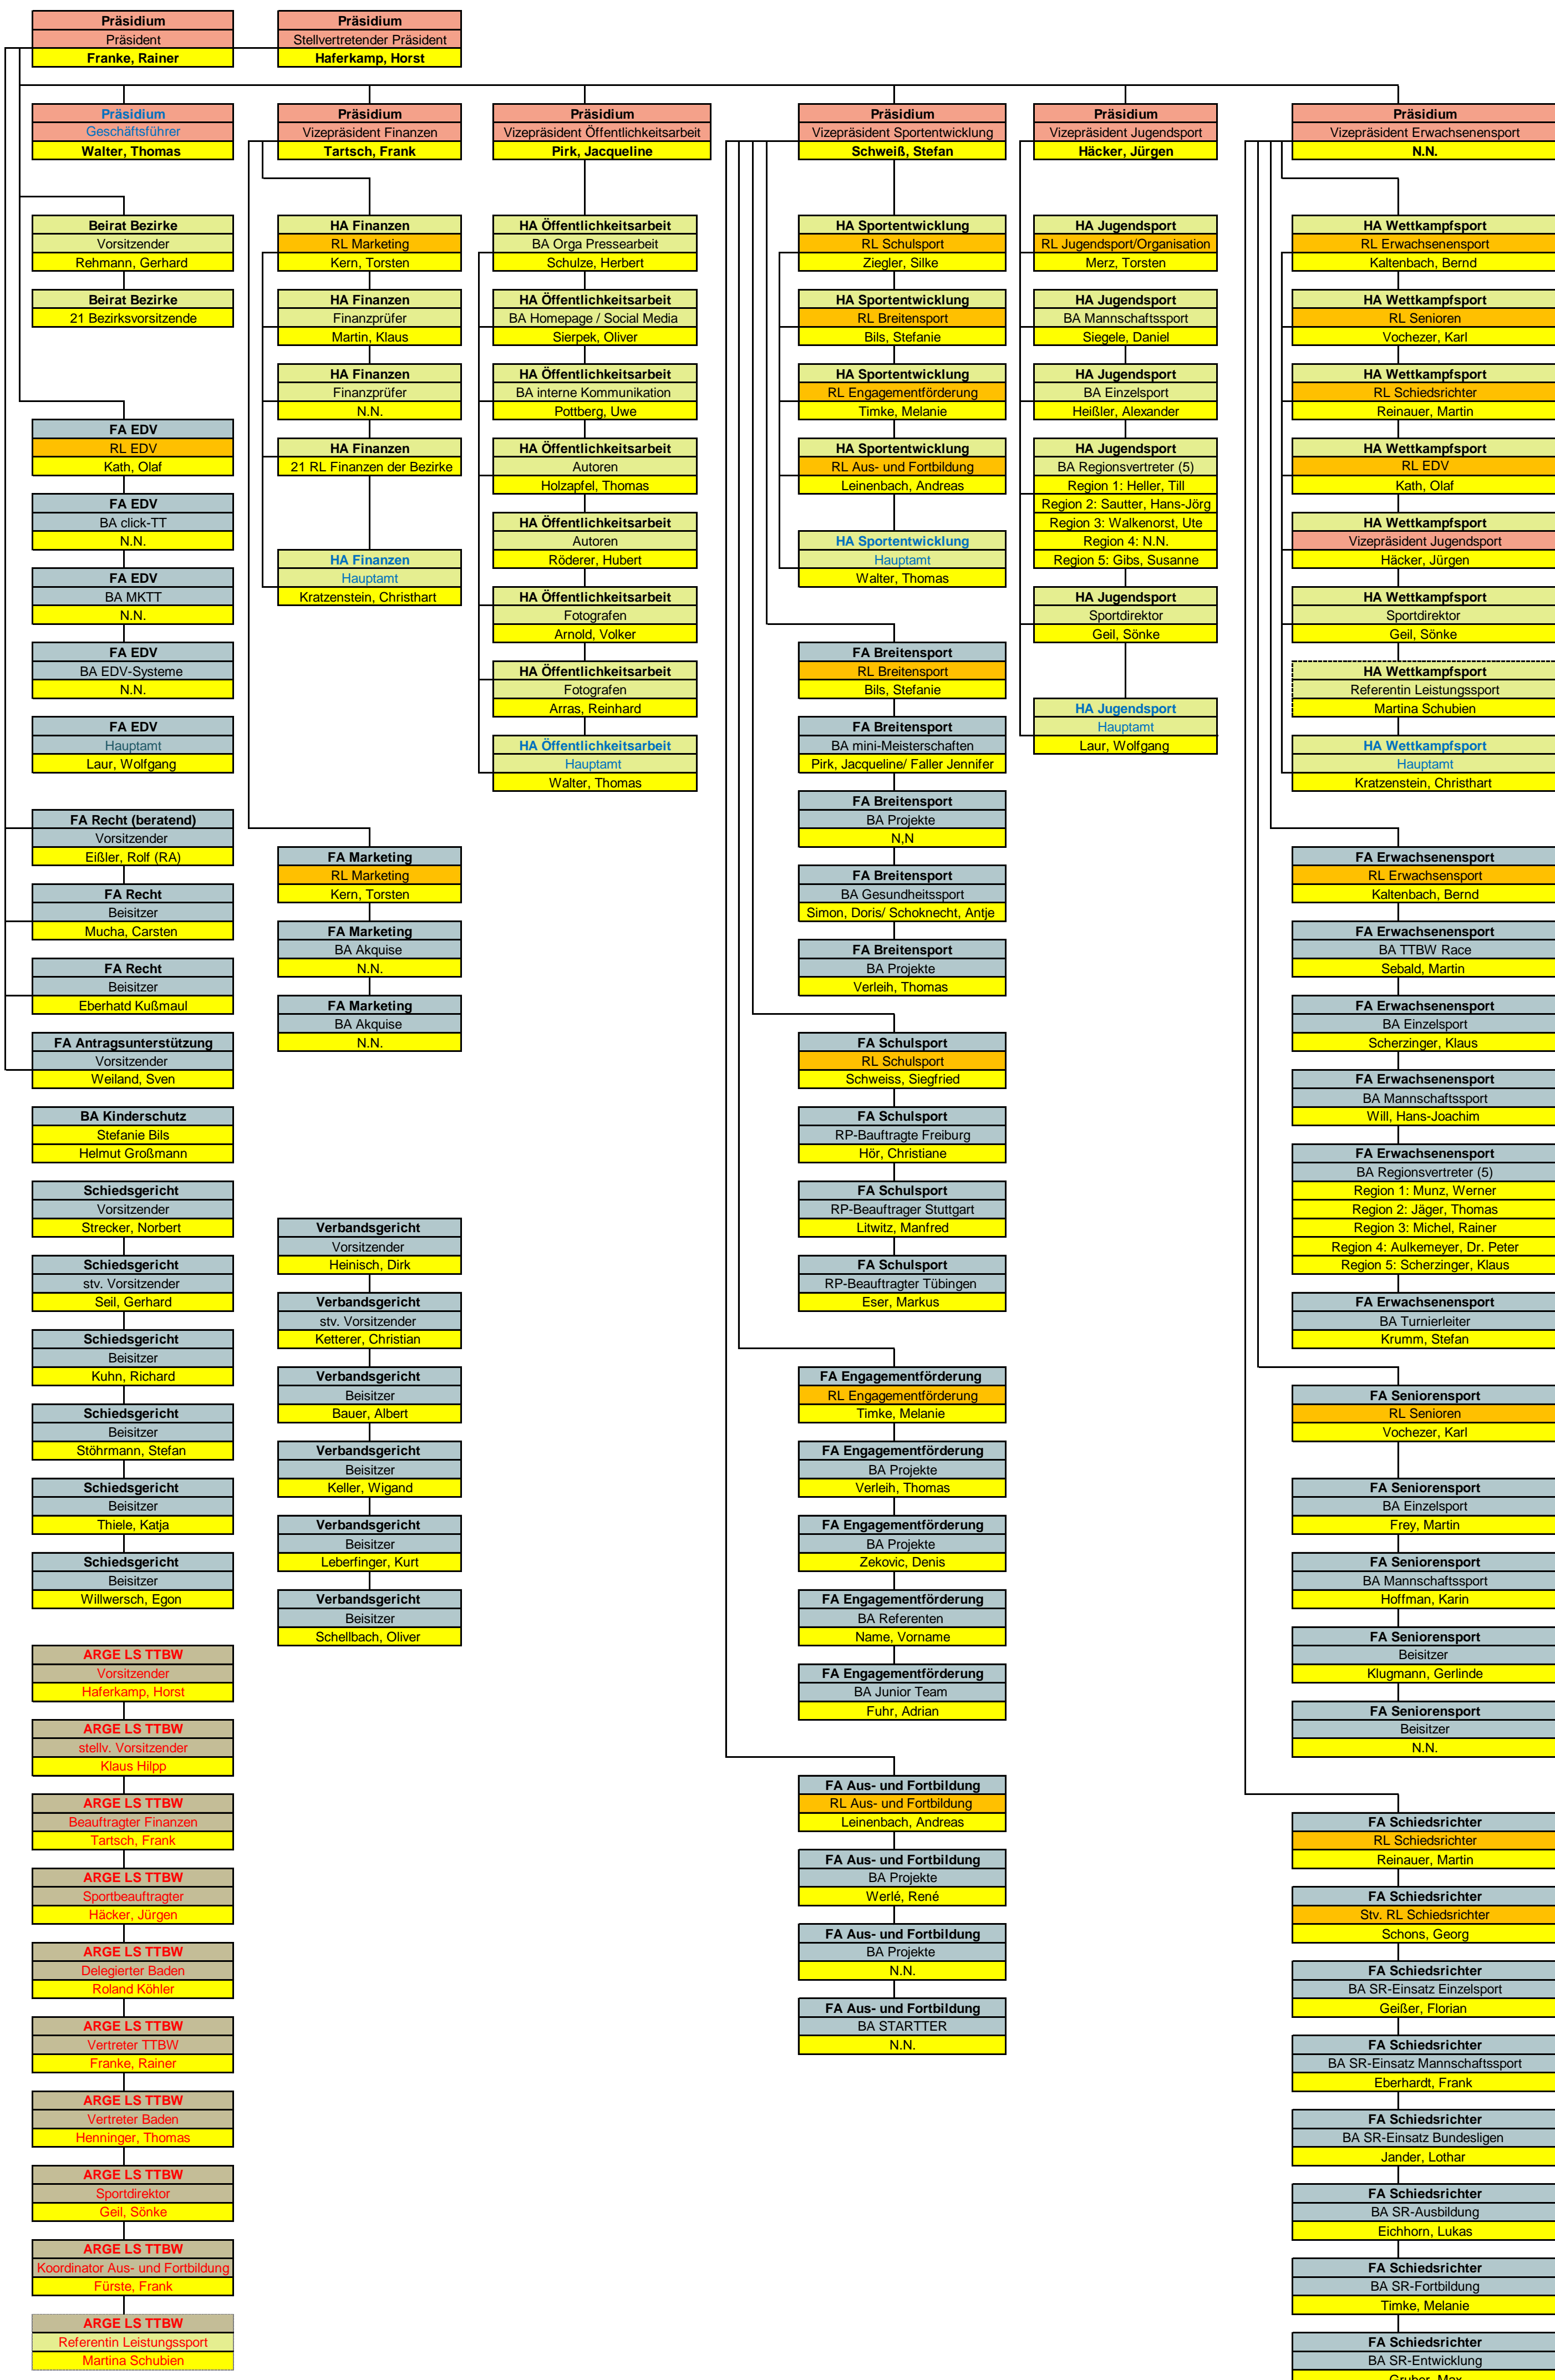 Präsidium
Präsident
Franke, Rainer
Präsidium
Stellvertretender Präsident
Haferkamp, Horst
Präsidium
Geschäftsführer
Walter, Thomas
Präsidium
Vizepräsident Finanzen
Tartsch, Frank
Präsidium
Vizepräsident Öffentlichkeitsarbeit
Pirk, Jacqueline
Präsidium
Vizepräsident Sportentwicklung
Schweiß, Stefan
Präsidium
Vizepräsident Jugendsport
Häcker, Jürgen
Präsidium
Vizepräsident Erwachsenensport
N.N.
Beirat Bezirke
Vorsitzender
Rehmann, Gerhard
Beirat Bezirke
21 Bezirksvorsitzende
FA EDV
RL EDV
Kath, Olaf
FA EDV
BA click-TT
N.N.
FA EDV
BA MKTT
N.N.
FA EDV
BA EDV-Systeme
N.N.
FA EDV
Hauptamt
Laur, Wolfgang
FA Recht (beratend)
Vorsitzender
Eißler, Rolf (RA)
FA Recht
Beisitzer
Mucha, Carsten
FA Recht
Beisitzer
Eberhatd Kußmaul
FA Antragsunterstützung
Vorsitzender
Weiland, Sven
BA Kinderschutz
Stefanie Bils
Helmut Großmann
Schiedsgericht
Vorsitzender
Strecker, Norbert
Schiedsgericht
stv. Vorsitzender
Seil, Gerhard
Schiedsgericht
Beisitzer
Kuhn, Richard
Schiedsgericht
Beisitzer
Stöhrmann, Stefan
Schiedsgericht
Beisitzer
Thiele, Katja
Schiedsgericht
Beisitzer
Willwersch, Egon
ARGE LS TTBW
Vorsitzender
Haferkamp, Horst
ARGE LS TTBW
stellv. Vorsitzender
Klaus Hilpp
ARGE LS TTBW
Beauftragter Finanzen
Tartsch, Frank
ARGE LS TTBW
Sportbeauftragter
Häcker, Jürgen
ARGE LS TTBW
Delegierter Baden
Roland Köhler
ARGE LS TTBW
Vertreter TTBW
Franke, Rainer
ARGE LS TTBW
Vertreter Baden
Henninger, Thomas
ARGE LS TTBW
Sportdirektor
Geil, Sönke
ARGE LS TTBW
Koordinator Aus- und Fortbildung
Fürste, Frank
ARGE LS TTBW
Referentin Leistungssport
Martina Schubien
HA Finanzen
RL Marketing
Kern, Torsten
HA Finanzen
Finanzprüfer
Martin, Klaus
HA Finanzen
Finanzprüfer
N.N.
HA Finanzen
21 RL Finanzen der Bezirke
HA Finanzen
Hauptamt
Kratzenstein, Christhart
FA Marketing
RL Marketing
Kern, Torsten
FA Marketing
BA Akquise
N.N.
FA Marketing
BA Akquise
N.N.
Verbandsgericht
Vorsitzender
Heinisch, Dirk
Verbandsgericht
stv. Vorsitzender
Ketterer, Christian
Verbandsgericht
Beisitzer
Bauer, Albert
Verbandsgericht
Beisitzer
Keller, Wigand
Verbandsgericht
Beisitzer
Leberfinger, Kurt
Verbandsgericht
Beisitzer
Schellbach, Oliver
HA Öffentlichkeitsarbeit
BA Orga Pressearbeit
Schulze, Herbert
HA Öffentlichkeitsarbeit
BA Homepage / Social Media
Sierpek, Oliver
HA Öffentlichkeitsarbeit
BA interne Kommunikation
Pottberg, Uwe
HA Öffentlichkeitsarbeit
Autoren
Holzapfel, Thomas
HA Öffentlichkeitsarbeit
Autoren
Röderer, Hubert
HA Öffentlichkeitsarbeit
Fotografen
Arnold, Volker
HA Öffentlichkeitsarbeit
Fotografen
Arras, Reinhard
HA Öffentlichkeitsarbeit
Hauptamt
Walter, Thomas
HA Sportentwicklung
RL Schulsport
Ziegler, Silke
HA Sportentwicklung
RL Breitensport
Bils, Stefanie
HA Sportentwicklung
RL Engagementförderung
Timke, Melanie
HA Sportentwicklung
RL Aus- und Fortbildung
Leinenbach, Andreas
HA Sportentwicklung
Hauptamt
Walter, Thomas
FA Breitensport
RL Breitensport
Bils, Stefanie
FA Breitensport
BA mini-Meisterschaften
Pirk, Jacqueline/ Faller Jennifer
FA Breitensport
BA Projekte
N,N
FA Breitensport
BA Gesundheitssport
Simon, Doris/ Schoknecht, Antje
FA Breitensport
BA Projekte
Verleih, Thomas
FA Schulsport
RL Schulsport
Schweiss, Siegfried
FA Schulsport
RP-Bauftragte Freiburg
Hör, Christiane
FA Schulsport
RP-Beauftrager Stuttgart
Litwitz, Manfred
FA Schulsport
RP-Beauftragter Tübingen
Eser, Markus
FA Engagementförderung
RL Engagementförderung
Timke, Melanie
FA Engagementförderung
BA Projekte
Verleih, Thomas
FA Engagementförderung
BA Projekte
Zekovic, Denis
FA Engagementförderung
BA Referenten
Name, Vorname
FA Engagementförderung
BA Junior Team
Fuhr, Adrian
FA Aus- und Fortbildung
RL Aus- und Fortbildung
Leinenbach, Andreas
FA Aus- und Fortbildung
BA Projekte
Werlé, René
FA Aus- und Fortbildung
BA Projekte
N.N.
FA Aus- und Fortbildung
BA STARTTER
N.N.
HA Jugendsport
RL Jugendsport/Organisation
Merz, Torsten
HA Jugendsport
BA Mannschaftssport
Siegele, Daniel
HA Jugendsport
BA Einzelsport
Heißler, Alexander
HA Jugendsport
BA Regionsvertreter (5)
Region 1: Heller, Till
Region 2: Sautter, Hans-Jörg
Region 3: Walkenorst, Ute
Region 4: N.N.
Region 5: Gibs, Susanne
HA Jugendsport
Sportdirektor
Geil, Sönke
HA Jugendsport
Hauptamt
Laur, Wolfgang
HA Wettkampfsport
RL Erwachsenensport
Kaltenbach, Bernd
HA Wettkampfsport
RL Senioren
Vochezer, Karl
HA Wettkampfsport
RL Schiedsrichter
Reinauer, Martin
HA Wettkampfsport
RL EDV
Kath, Olaf
HA Wettkampfsport
Vizepräsident Jugendsport
Häcker, Jürgen
HA Wettkampfsport
Sportdirektor
Geil, Sönke
HA Wettkampfsport
Referentin Leistungssport
Martina Schubien
HA Wettkampfsport
Hauptamt
Kratzenstein, Christhart
FA Erwachsenensport
RL Erwachsensport
Kaltenbach, Bernd
FA Erwachsenensport
BA TTBW Race
Sebald, Martin
FA Erwachsenensport
BA Einzelsport
Scherzinger, Klaus
FA Erwachsenensport
BA Mannschaftssport
Will, Hans-Joachim
FA Erwachsenensport
BA Regionsvertreter (5)
Region 1: Munz, Werner
Region 2: Jäger, Thomas
Region 3: Michel, Rainer
Region 4: Aulkemeyer, Dr. Peter
Region 5: Scherzinger, Klaus
FA Erwachsenensport
BA Turnierleiter
Krumm, Stefan
FA Seniorensport
RL Senioren
Vochezer, Karl
FA Seniorensport
BA Einzelsport
Frey, Martin
FA Seniorensport
BA Mannschaftssport
Hoffman, Karin
FA Seniorensport
Beisitzer
Klugmann, Gerlinde
FA Seniorensport
Beisitzer
N.N.
FA Schiedsrichter
RL Schiedsrichter
Reinauer, Martin
FA Schiedsrichter
Stv. RL Schiedsrichter
Schons, Georg
FA Schiedsrichter
BA SR-Einsatz Einzelsport
Geißer, Florian
FA Schiedsrichter
BA SR-Einsatz Mannschaftssport
Eberhardt, Frank
FA Schiedsrichter
BA SR-Einsatz Bundesligen
Jander, Lothar
FA Schiedsrichter
BA SR-Ausbildung
Eichhorn, Lukas
FA Schiedsrichter
BA SR-Fortbildung
Timke, Melanie
FA Schiedsrichter
BA SR-Entwicklung
Gruber, Max